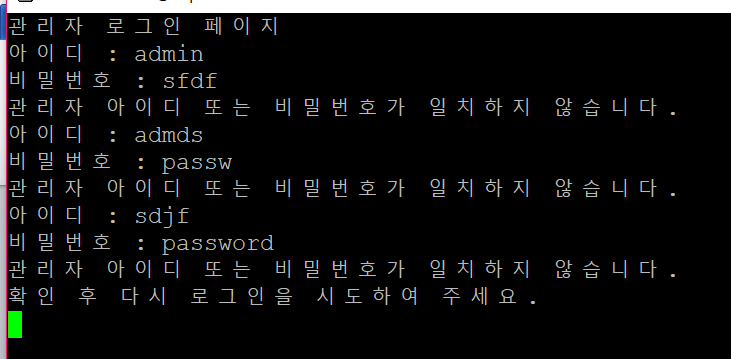 관리자 로그인 페이지
아이디 : admin
비밀번호 : sfdf
관리자 아이디 또는 비밀번호가 일치하지 않습니다.
아이디 : admds
비밀번호 : passw
관리자 아이디 또는 비밀번호가 일치하지 않습니다.
아이디 : sdjf
비밀번호 : password
관리자 아이디 또는 비밀번호가 일치하지 않습니다.
확인 후 다시 로그인을 시도하여 주세요.